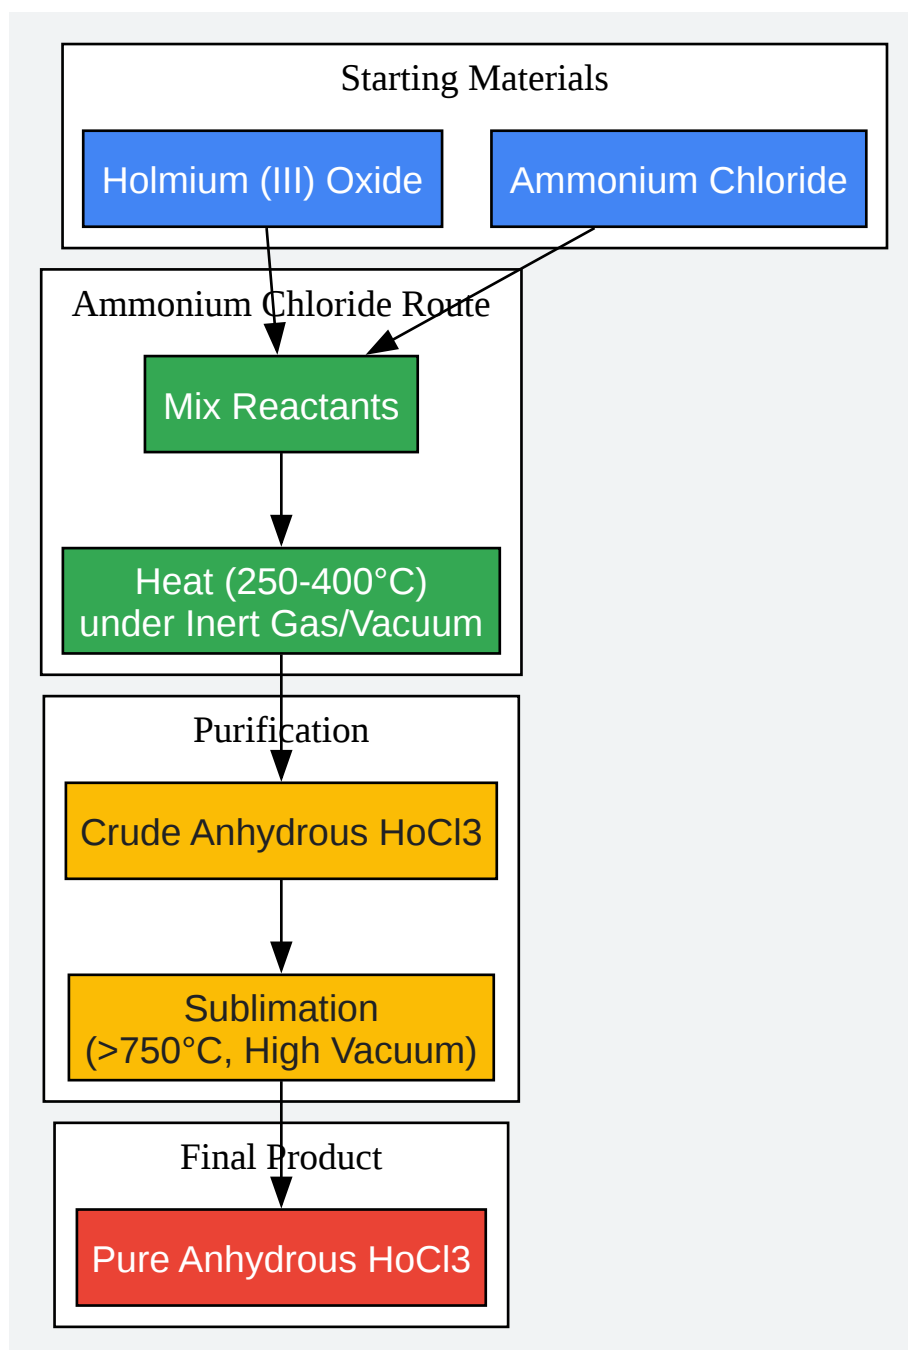 Starting Materials
Holmium (III) Oxide
Ammonium Chloride
Ammonium Chloride Route
Mix Reactants
Heat (250-400°C)
under Inert Gas/Vacuum
Purification
Crude Anhydrous HoCl3
Sublimation
(>750°C, High Vacuum)
Final Product
Pure Anhydrous HoCl3